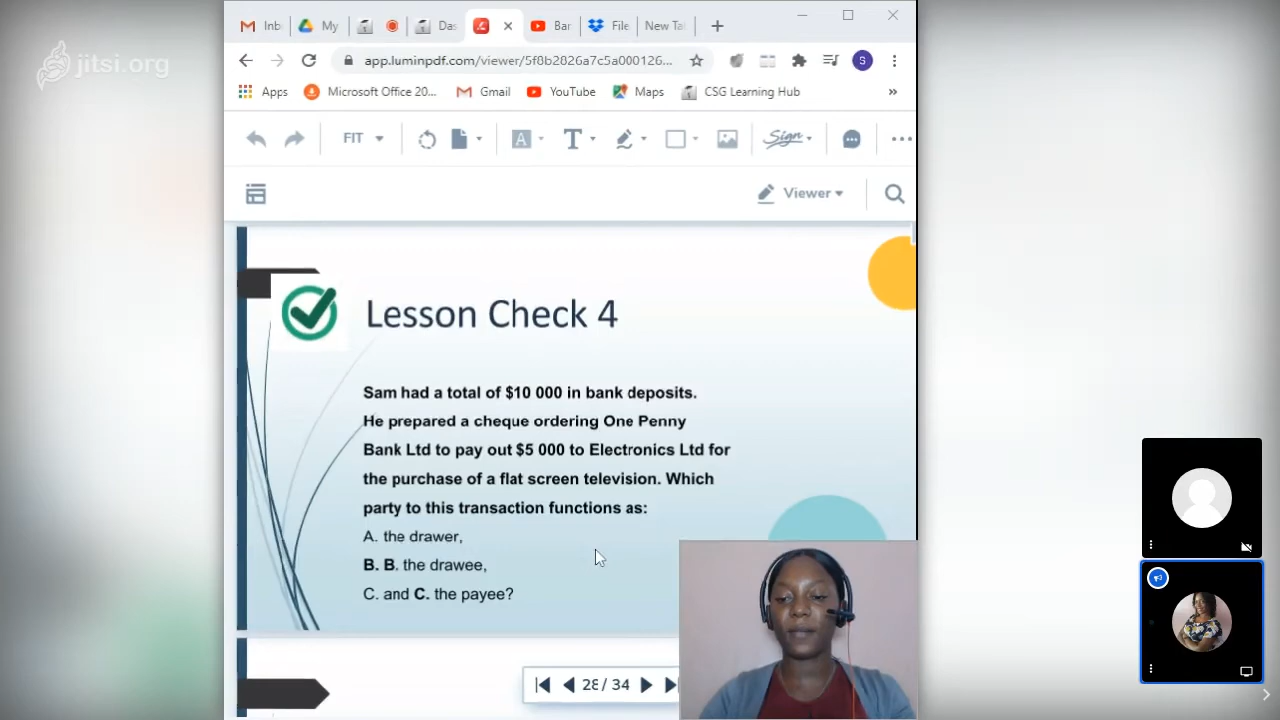 jitsi.org
Inb
My
Das
Bar
File
New Ta
app.luminpdf.com/viewer/5f8b2826a7c5a000126...
S
Apps
Microsoft Office 20...
Gmail
YouTube
Maps
CSG Learning Hub
»
FIT
A
T
Sign
Viewer
Lesson Check 4
Sam had a total of $10 000 in bank deposits.
He prepared a cheque ordering One Penny
Bank Ltd to pay out $5 000 to Electronics Ltd for
the purchase of a flat screen television. Which
party to this transaction functions as:
A. the drawer,
B. B. the drawee,
C. and C. the payee?
28 / 34